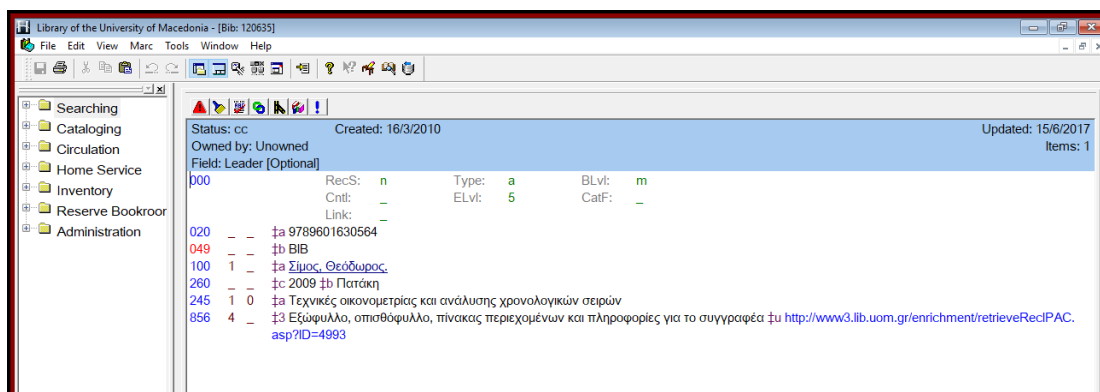 Library of the University of Macedonia - [Bib: 120635]
File Edit View Marc Tools Window Help
Searching
Cataloging
Circulation
Home Service
Inventory
Reserve Bookroor
Administration
Status: cc Created: 16/3/2010 Updated: 15/6/2017
Owned by: Unowned Items: 1
Field: Leader [Optional]
000 RecS: n Type: a BLvl: m
Cntl: _ ELvl: 5 CatF: _
Link: _
020 _ _ ‡a 9789601630564
049 _ _ ‡b BIB
100 1 _ ‡a Σίμος, Θεόδωρος.
260 _ _ ‡c 2009 ‡b Πατάκη
245 1 0 ‡a Τεχνικές οικονομετρίας και ανάλυσης χρονολογικών σειρών
856 4 _ ‡3 Εξώφυλλο, οπισθόφυλλο, πίνακας περιεχομένων και πληροφορίες για το συγγραφέα ‡u http://www3.lib.uom.gr/enrichment/retrieveRecIPAC.
asp?ID=4993